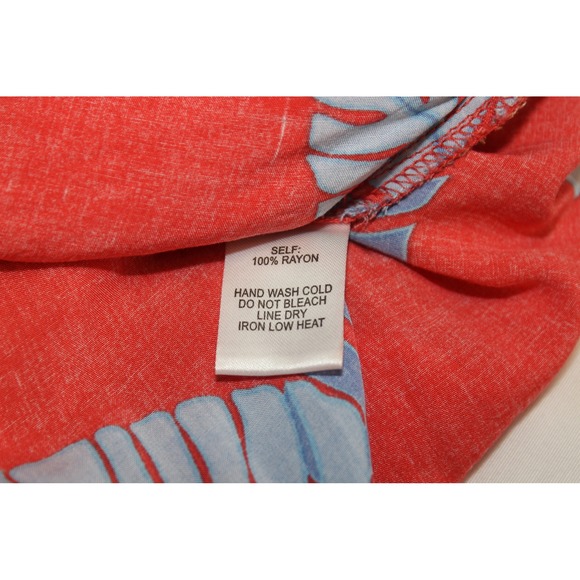 SELF:
100% RAYON
HAND WASH COLD
DO NOT BLEACH
LINE DRY
IRON LOW HEAT